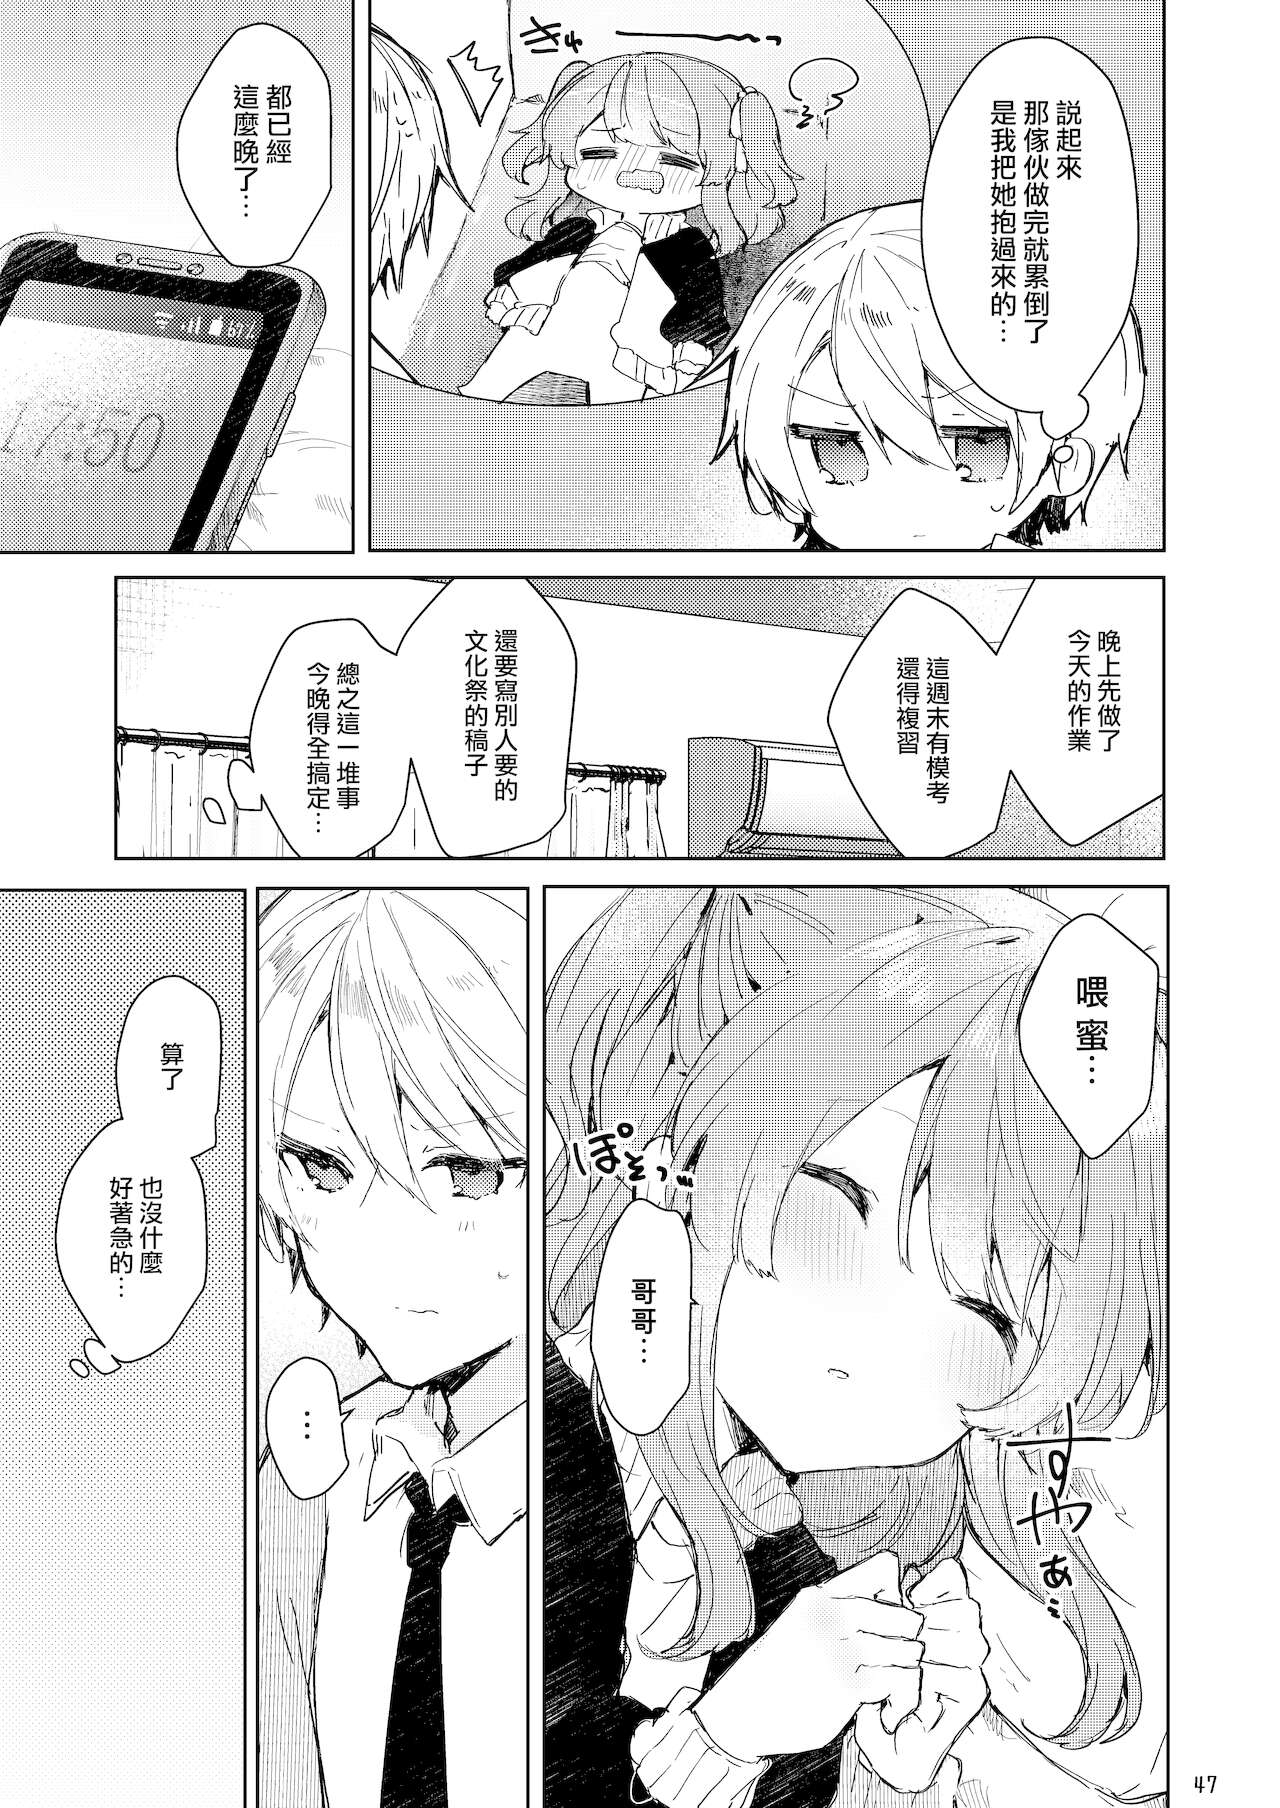 説起來
那傢伙做完就累倒了
是我把她抱過來的…
都已經
這麼晚了…
17:50
晚上先做了
今天的作業
這週末有模考
還得複習
還要寫別人要的
文化祭的稿子
總之這一堆事
今晚得全搞定…
喂蜜…
ぽそっ…
哥哥…
すやぁ…
…
算了
也沒什麼
好著急的…
47